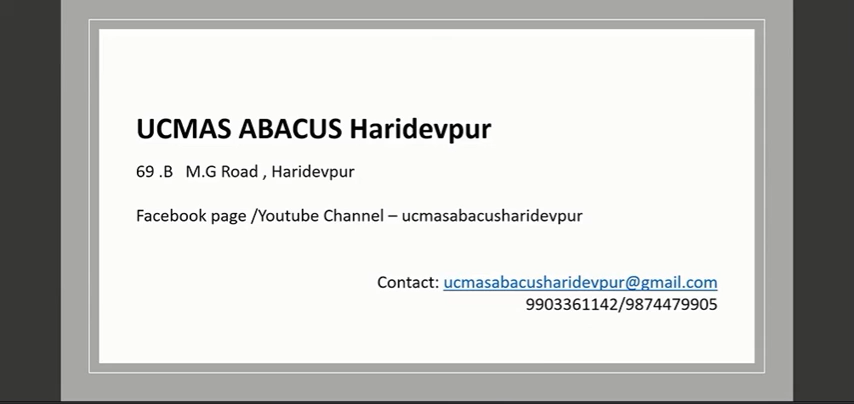 UCMAS ABACUS Haridevpur
69 .B M.G Road , Haridevpur
Facebook page /Youtube Channel – ucmasabacusharidevpur
Contact: ucmasabacusharidevpur@gmail.com
9903361142/9874479905